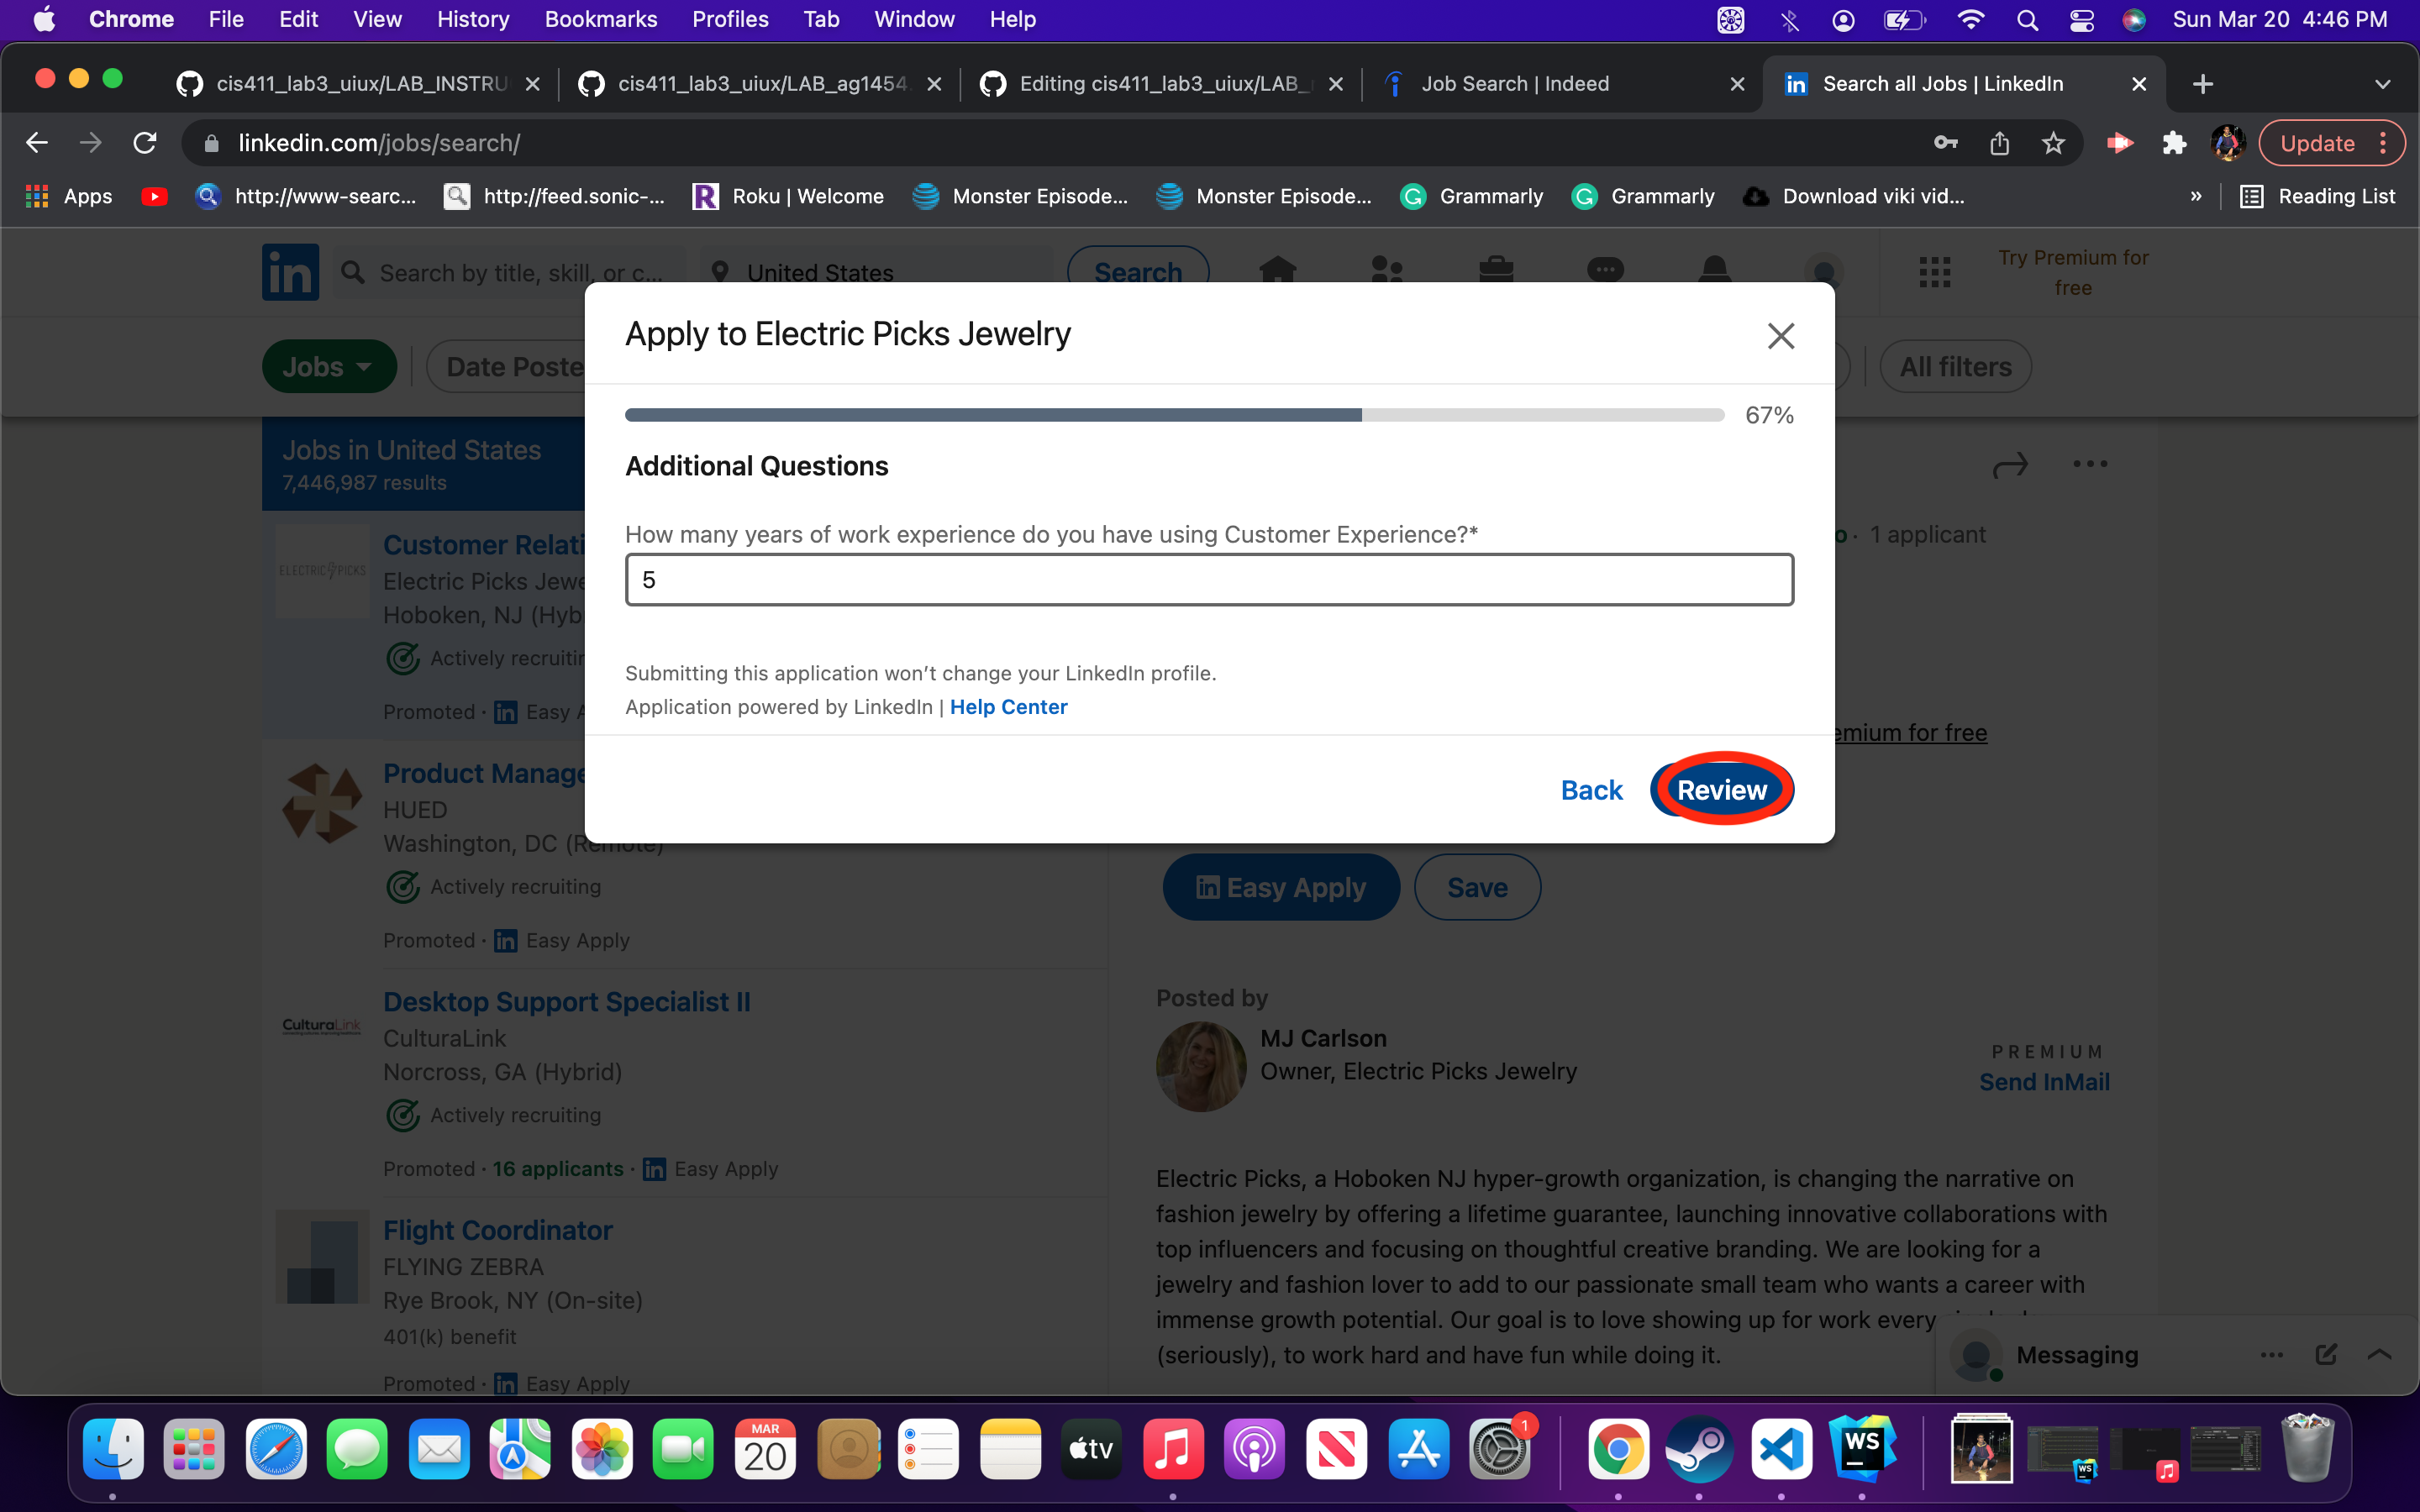 Chrome File Edit View History Bookmarks Profiles Tab Window Help Sun Mar 20 4:46 PM
cis411_lab3_uiux/LAB_INSTRU cis411_lab3_uiux/LAB_ag1454 Editing cis411_lab3_uiux/LAB_ Job Search | Indeed Search all Jobs | LinkedIn
linkedin.com/jobs/search/ Update
Apps http://www-searc... http://feed.sonic-... Roku | Welcome Monster Episode... Monster Episode... Grammarly Grammarly Download viki vid... » Reading List
in Search by title, skill, or c... United States Search Try Premium for
free
Apply to Electric Picks Jewelry
Jobs Date Poste All filters
67%
Jobs in United States
7,446,987 results
Additional Questions
How many years of work experience do you have using Customer Experience?*
5
Submitting this application won't change your LinkedIn profile.
Application powered by LinkedIn | Help Center
Back Review
ELECTRIC PICKS
Customer Relati
Electric Picks Jewe
Hoboken, NJ (Hyb
Actively recruitin
Promoted · in Easy A
Product Manage
HUED
Washington, DC (Remote)
Actively recruiting
Promoted · in Easy Apply
CulturaLink
Desktop Support Specialist II
CulturaLink
Norcross, GA (Hybrid)
Actively recruiting
Promoted · 16 applicants · in Easy Apply
Flight Coordinator
FLYING ZEBRA
Rye Brook, NY (On-site)
401(k) benefit
Promoted · in Easy Apply
o · 1 applicant
emium for free
in Easy Apply Save
Posted by
MJ Carlson
Owner, Electric Picks Jewelry
PREMIUM
Send InMail
Electric Picks, a Hoboken NJ hyper-growth organization, is changing the narrative on
fashion jewelry by offering a lifetime guarantee, launching innovative collaborations with
top influencers and focusing on thoughtful creative branding. We are looking for a
jewelry and fashion lover to add to our passionate small team who wants a career with
immense growth potential. Our goal is to love showing up for work every
(seriously), to work hard and have fun while doing it.
Messaging
MAR
20
tv
1
WS
WS